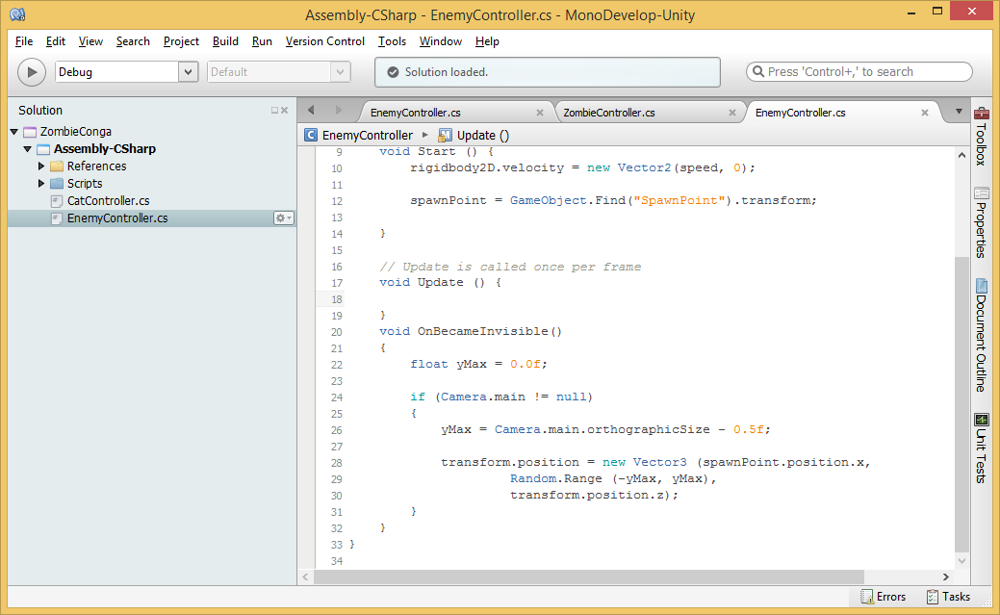 Assembly-CSharp - EnemyController.cs - MonoDevelop-Unity
File Edit View Search Project Build Run Version Control Tools Window Help
Debug Default Solution loaded. Press 'Control+,' to search
Solution
ZombieConga
Assembly-CSharp
References
Scripts
CatController.cs
EnemyController.cs
EnemyController.cs ZombieController.cs EnemyController.cs
EnemyController Update ()
9 void Start () {
10 rigidbody2D.velocity = new Vector2(speed, 0);
11
12 spawnPoint = GameObject.Find("SpawnPoint").transform;
13
14 }
15
16 // Update is called once per frame
17 void Update () {
18
19 }
20 void OnBecameInvisible()
21 {
22 float yMax = 0.0f;
23
24 if (Camera.main != null)
25 {
26 yMax = Camera.main.orthographicSize - 0.5f;
27
28 transform.position = new Vector3 (spawnPoint.position.x,
29 Random.Range (-yMax, yMax),
30 transform.position.z);
31 }
32 }
33 }
34
Toolbox
Properties
Document Outline
Unit Tests
Errors Tasks